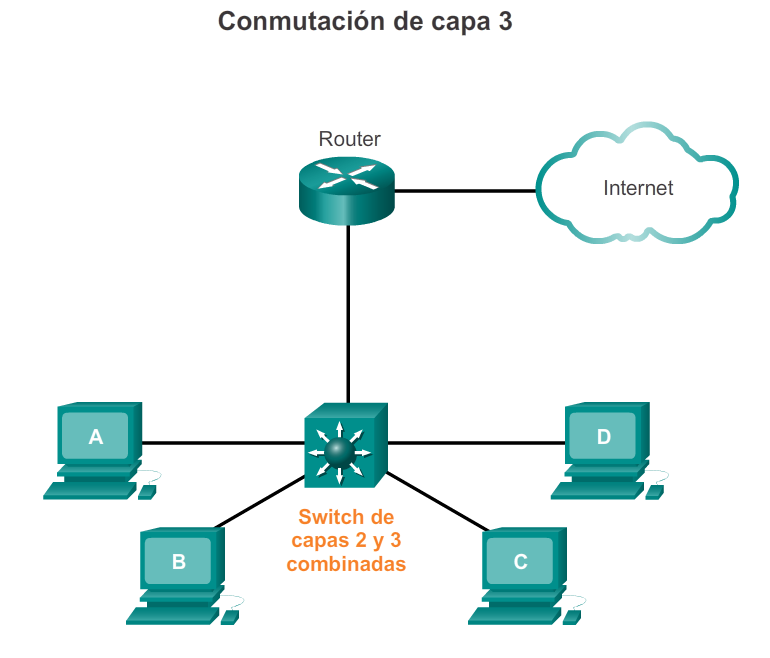 Conmutación de capa 3
Router
Internet
A
D
Switch de
capas 2 y 3
combinadas
B
C